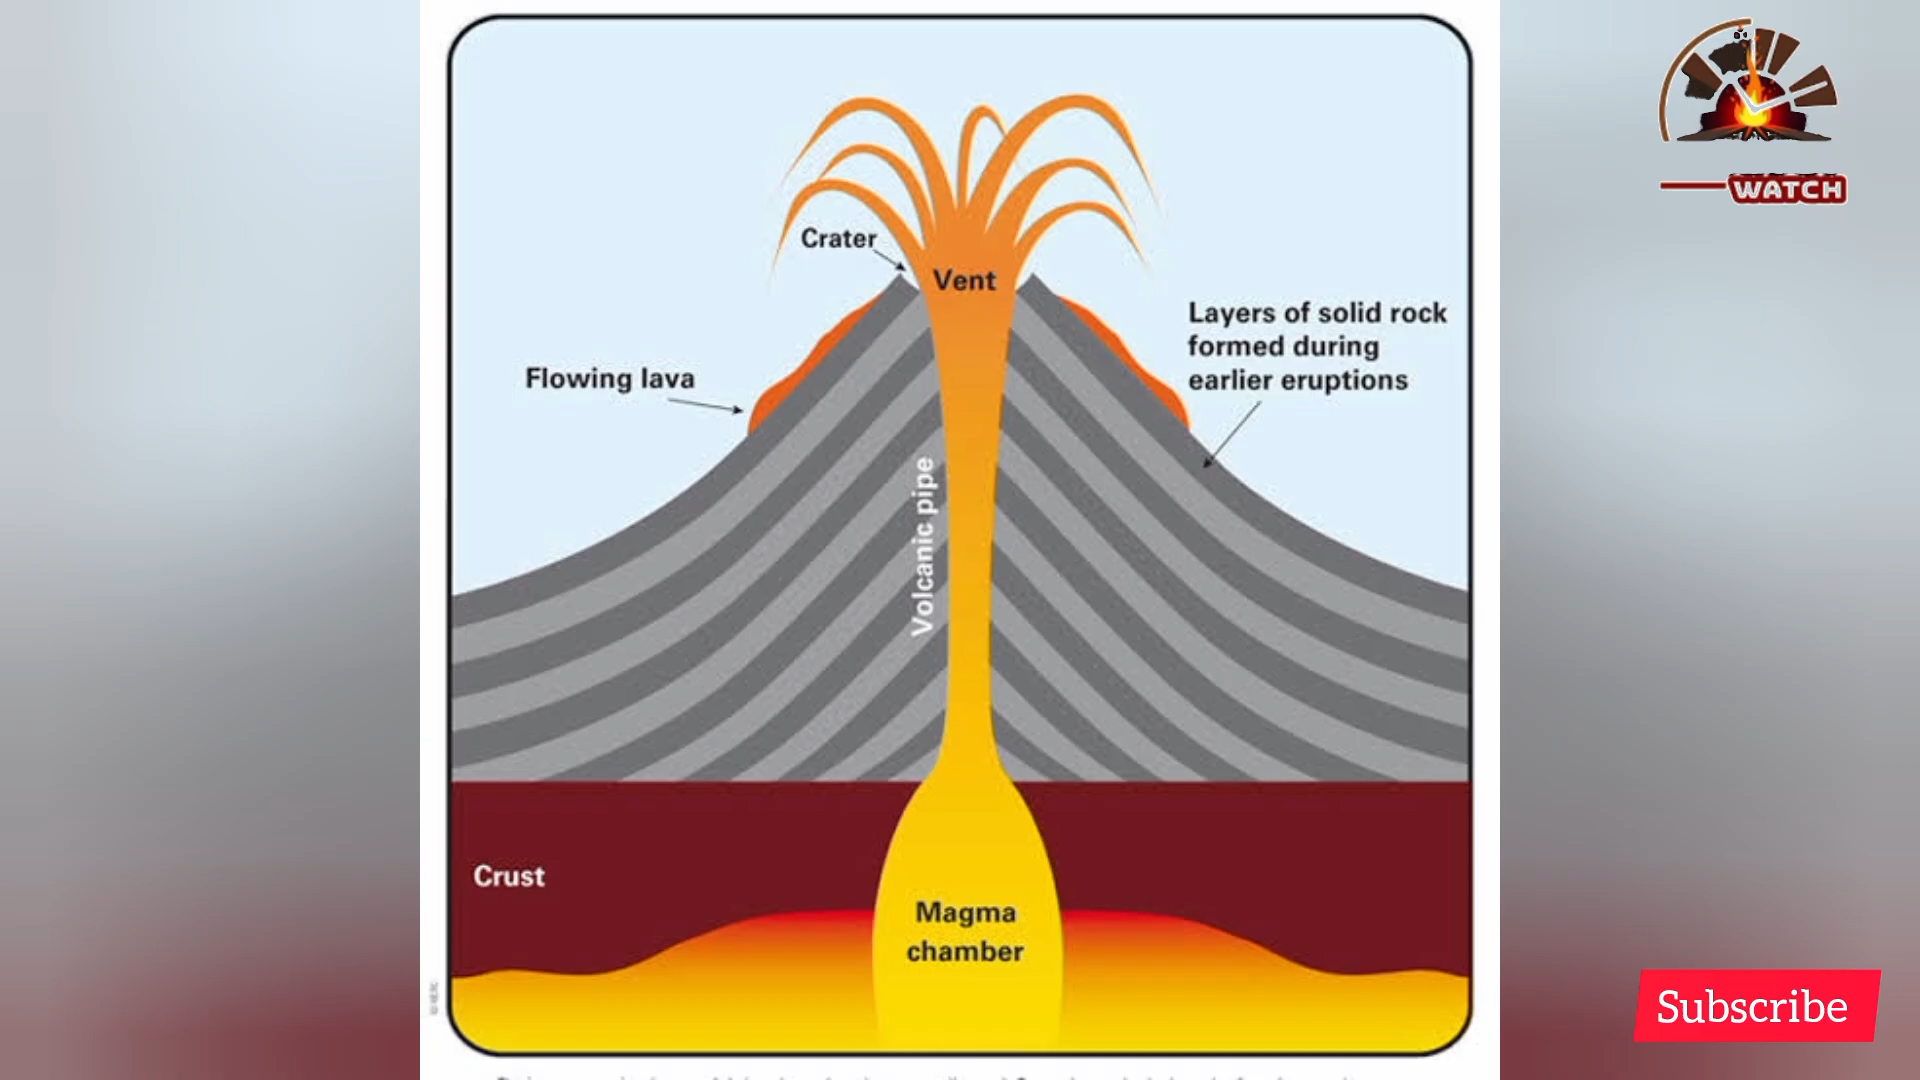 WATCH
Crater
Vent
Layers of solid rock
formed during
earlier eruptions
Flowing lava
Volcanic pipe
Crust
Magma
chamber
Subscribe